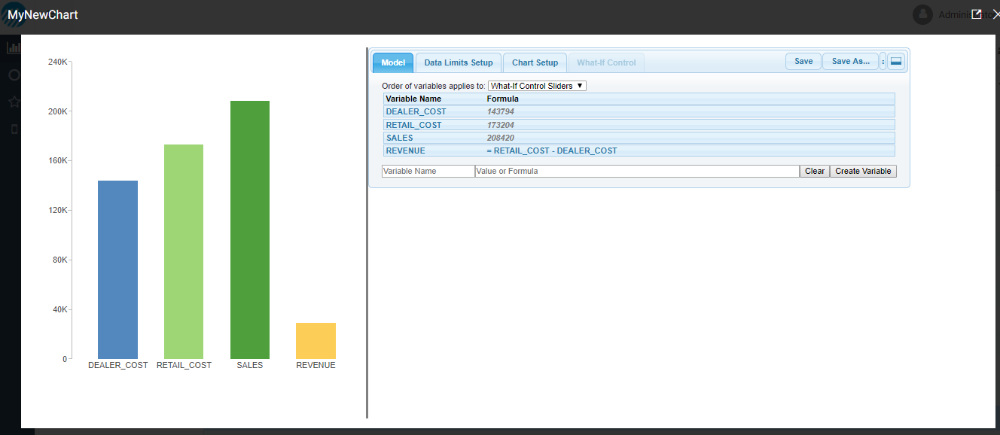 MyNewChart
Adminis
Model Data Limits Setup Chart Setup What-If Control Save Save As...
Order of variables applies to: What-If Control Sliders ▼
Variable Name Formula
DEALER_COST 143794
RETAIL_COST 173204
SALES 208420
REVENUE = RETAIL_COST - DEALER_COST
Variable Name Value or Formula Clear Create Variable
240K
200K
160K
120K
80K
40K
0
DEALER_COST RETAIL_COST SALES REVENUE